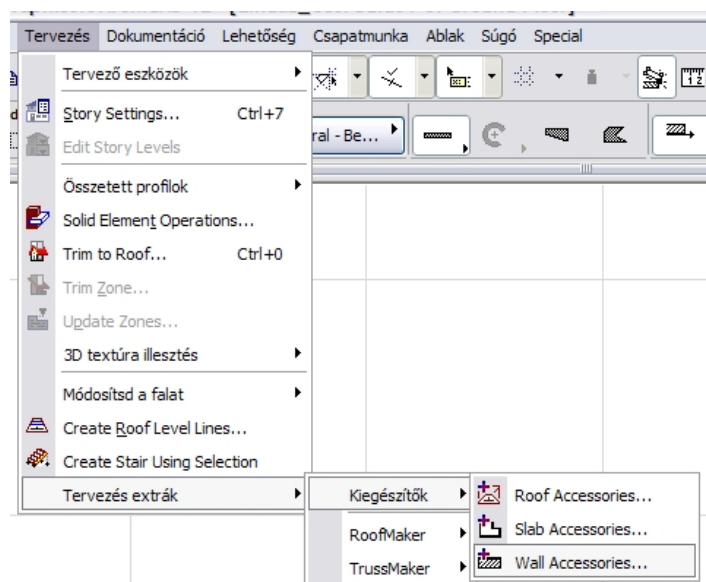 Tervezés Dokumentáció Lehetőség Csapatmunka Ablak Súgó Special
Tervező eszközök
Story Settings... Ctrl+7
ral - Be...
Edit Story Levels
Összetett profilok
Solid Element Operations...
Trim to Roof... Ctrl+0
Trim Zone...
Update Zones...
3D textúra illesztés
Módosítsd a falat
Create Roof Level Lines...
Create Stair Using Selection
Tervezés extrák
Kiegészítők
Roof Accessories...
RoofMaker
Slab Accessories...
TrussMaker
Wall Accessories...